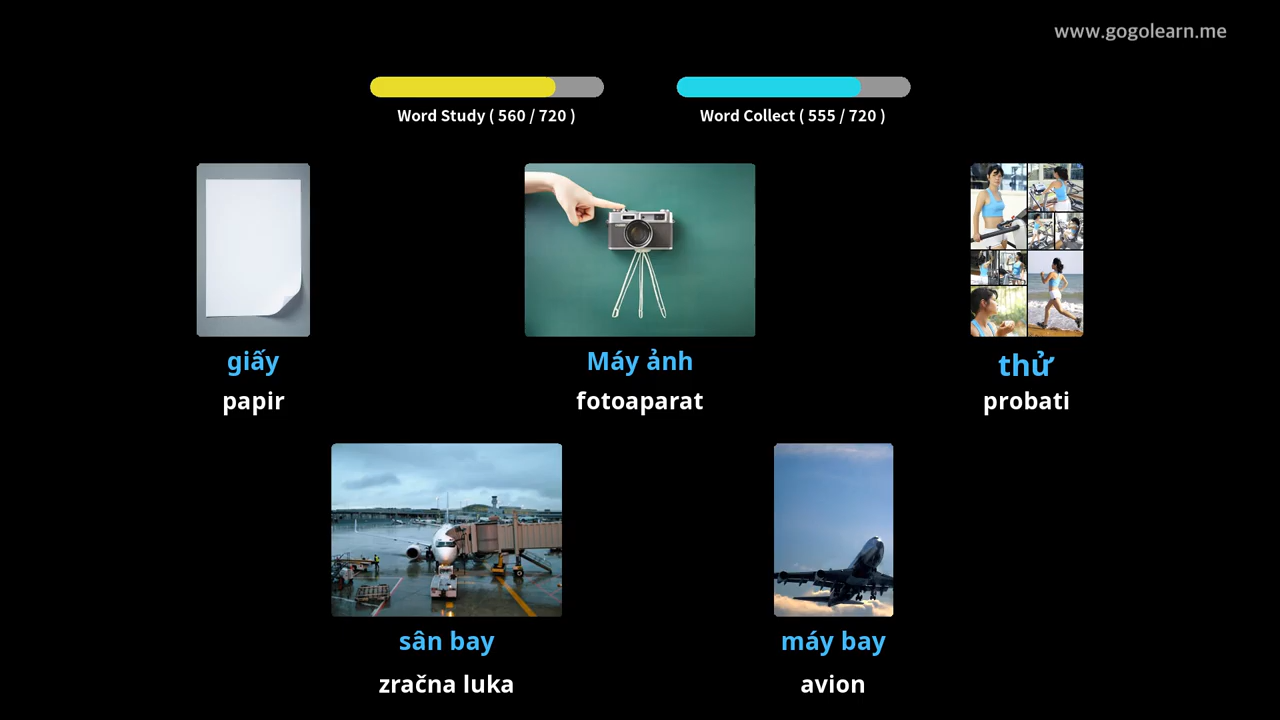 www.gogolearn.me
Word Study ( 560 / 720 )
Word Collect ( 555 / 720 )
giấy
papir
Máy ảnh
fotoaparat
thử
probati
sân bay
zračna luka
máy bay
avion